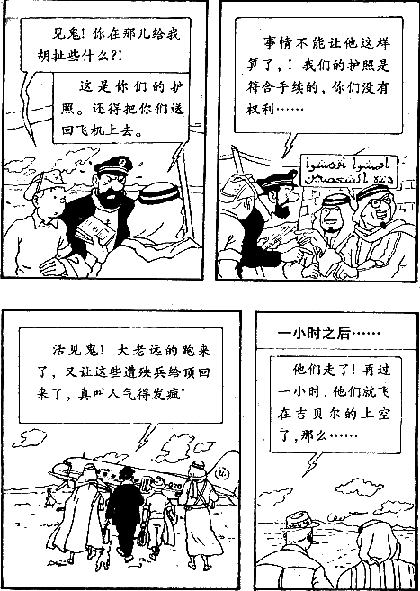 见鬼！你在那儿给我
胡扯些什么？！
这是你们的护
照。还得把你们送
回飞机上去。
事情不能让他这样
算了，！我们的护照是
符合手续的，你们没有
权利……
活见鬼！大老远的跑来
了，又让这些遗殃兵给顶回
来了，真叫人气得发疯
一小时之后……
他们走了！再过
一小时，他们就飞
在吉贝尔的上空
了，那么……